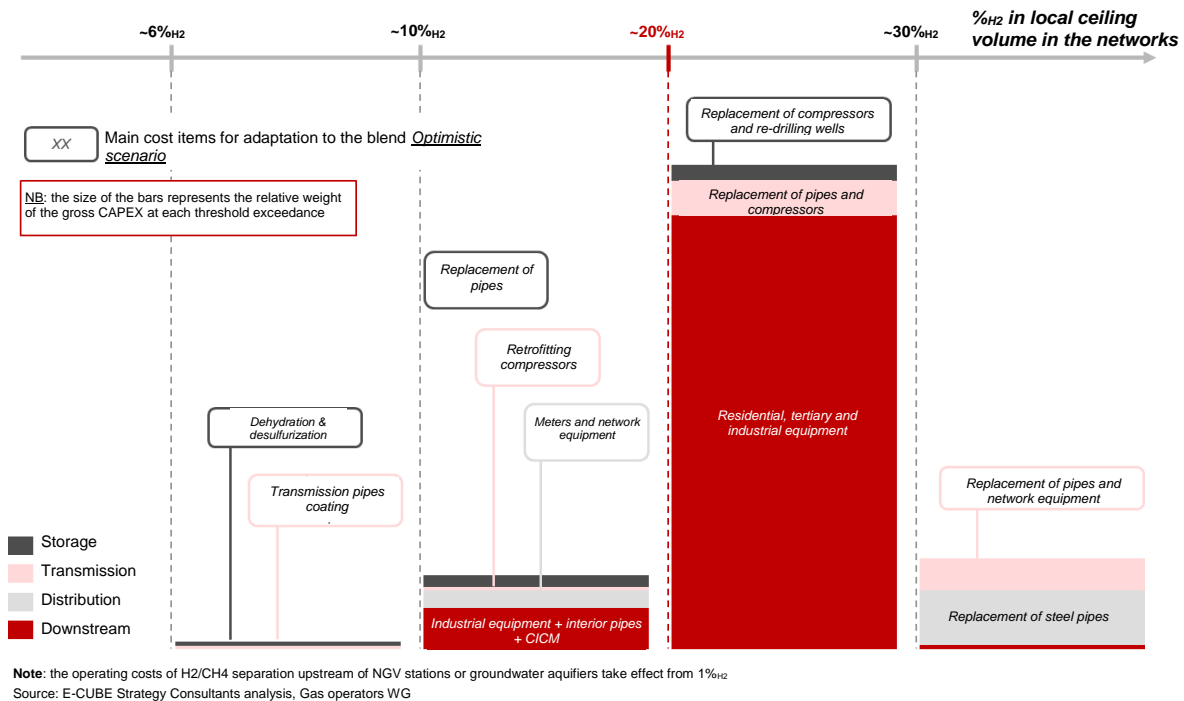 %H2 in local ceiling
volume in the networks
~6%H2
~10%H2
~20%H2
~30%H2
XX
Main cost items for adaptation to the blend Optimistic
scenario
NB: the size of the bars represents the relative weight
of the gross CAPEX at each threshold exceedance
Replacement of compressors
and re-drilling wells
Replacement of pipes and
compressors
Replacement of
pipes
Retrofitting
compressors
Meters and network
equipment
Dehydration &
desulfurization
Transmission pipes
coating
.
Residential, tertiary and
industrial equipment
Replacement of pipes and
network equipment
Industrial equipment + interior pipes
+ CICM
Replacement of steel pipes
Storage
Transmission
Distribution
Downstream
Note: the operating costs of H2/CH4 separation upstream of NGV stations or groundwater aquifiers take effect from 1%H2
Source: E-CUBE Strategy Consultants analysis, Gas operators WG